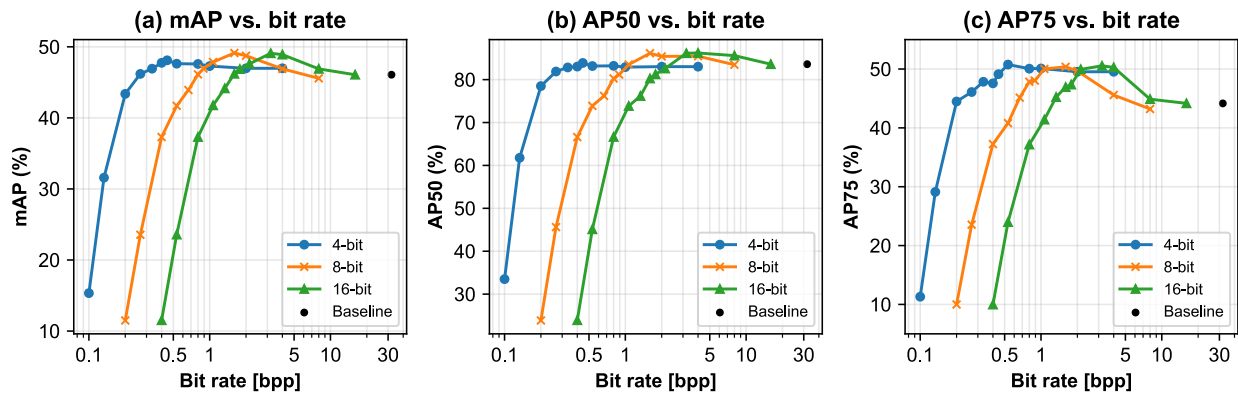 (a) mAP vs. bit rate
mAP (%)
50
40
30
20
10
0.1
0.5
1
5
10
30
Bit rate [bpp]
4-bit
8-bit
16-bit
Baseline
(b) AP50 vs. bit rate
AP50 (%)
80
70
60
50
40
30
0.1
0.5
1
5
10
30
Bit rate [bpp]
4-bit
8-bit
16-bit
Baseline
(c) AP75 vs. bit rate
AP75 (%)
50
40
30
20
10
0.1
0.5
1
5
10
30
Bit rate [bpp]
4-bit
8-bit
16-bit
Baseline